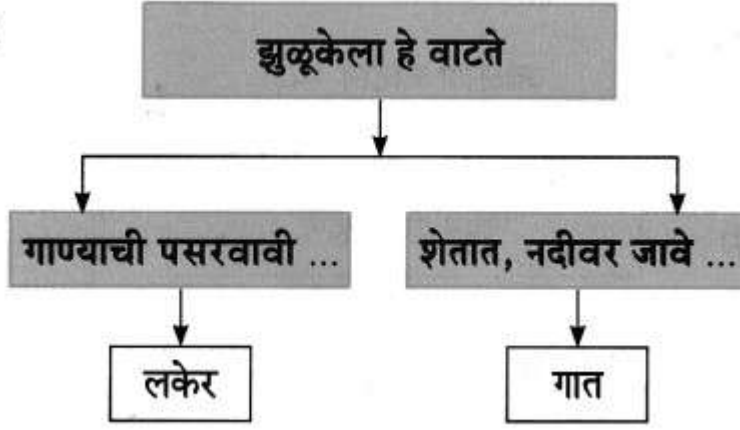 झुळूकेला हे वाटते
गाण्याची पसरवावी ...
शेतात, नदीवर जावे ...
लकेर
गात